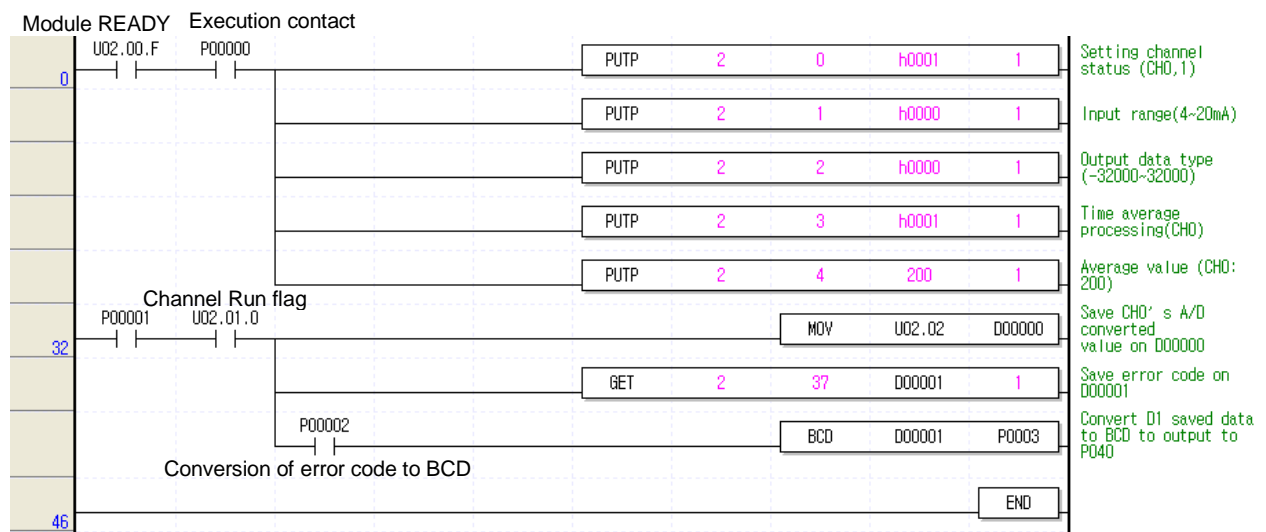 Module READY Execution contact
U02.00.F P00000
0 PUTP 2 0 h0001 1
Setting channel
status (CH0,1)
PUTP 2 1 h0000 1 Input range(4~20mA)
PUTP 2 2 h0000 1
Output data type
(-32000~32000)
PUTP 2 3 h0001 1
Time average
processing(CH0)
PUTP 2 4 200 1
Average value (CH0:
200)
Channel Run flag
P00001 U02.01.0
32 MOV U02.02 D00000
Save CH0's A/D
converted
value on D00000
GET 2 37 D00001 1
Save error code on
D00001
P00002
BCD D00001 P0003
Convert D1 saved data
to BCD to output to
P040
Conversion of error code to BCD
46 END